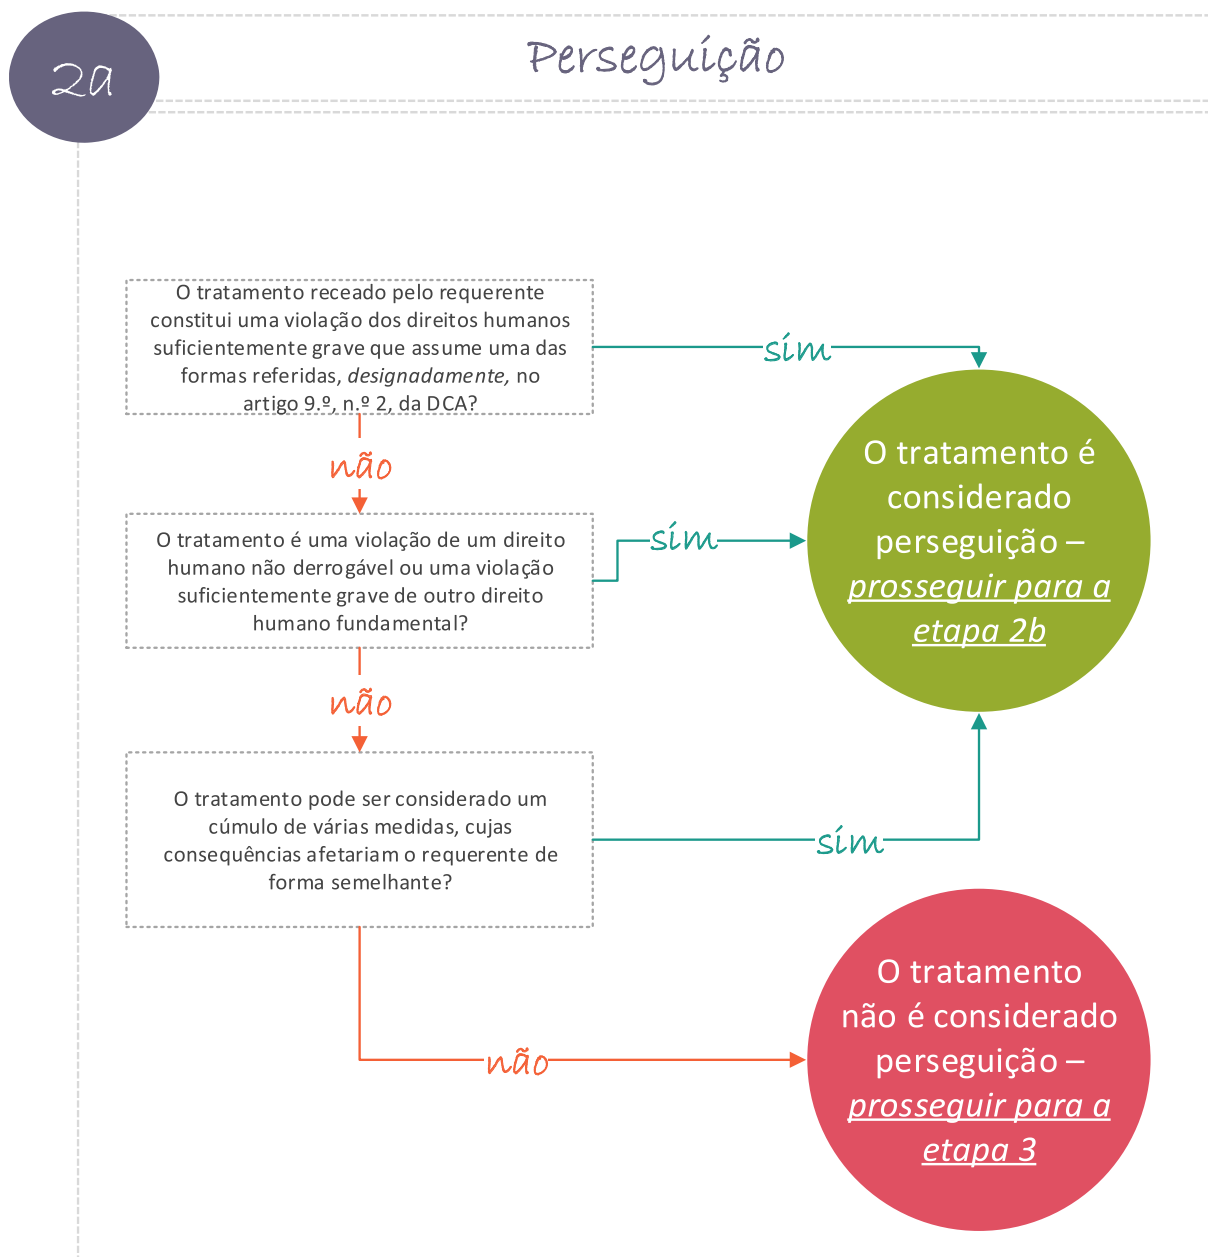 2a
Perseguição
O tratamento receado pelo requerente
constitui uma violação dos direitos humanos
suficientemente grave que assume uma das
formas referidas, designadamente, no
artigo 9.º, n.º 2, da DCA?
sim
não
O tratamento é uma violação de um direito
humano não derrogável ou uma violação
suficientemente grave de outro direito
humano fundamental?
sim
O tratamento é
considerado
perseguição –
prosseguir para a
etapa 2b
não
O tratamento pode ser considerado um
cúmulo de várias medidas, cujas
consequências afetariam o requerente de
forma semelhante?
sim
não
O tratamento
não é considerado
perseguição –
prosseguir para a
etapa 3